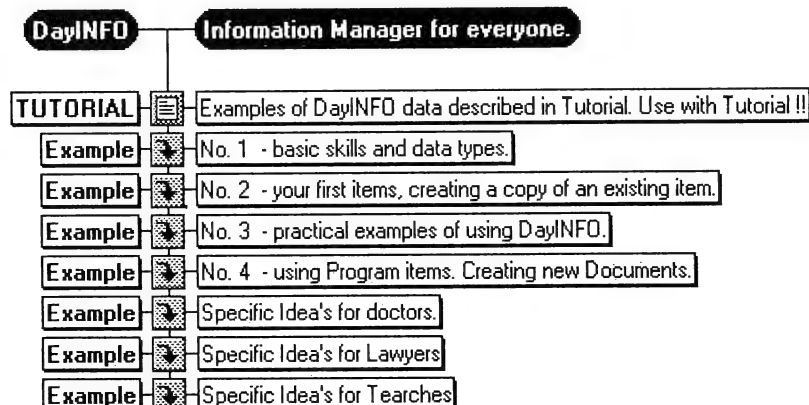 DayINFO Information Manager for everyone.
TUTORIAL Examples of DayINFO data described in Tutorial. Use with Tutorial !!
Example No. 1 - basic skills and data types.
Example No. 2 - your first items, creating a copy of an existing item.
Example No. 3 - practical examples of using DayINFO.
Example No. 4 - using Program items. Creating new Documents.
Example Specific Idea's for doctors.
Example Specific Idea's for Lawyers
Example Specific Idea's for Tearches